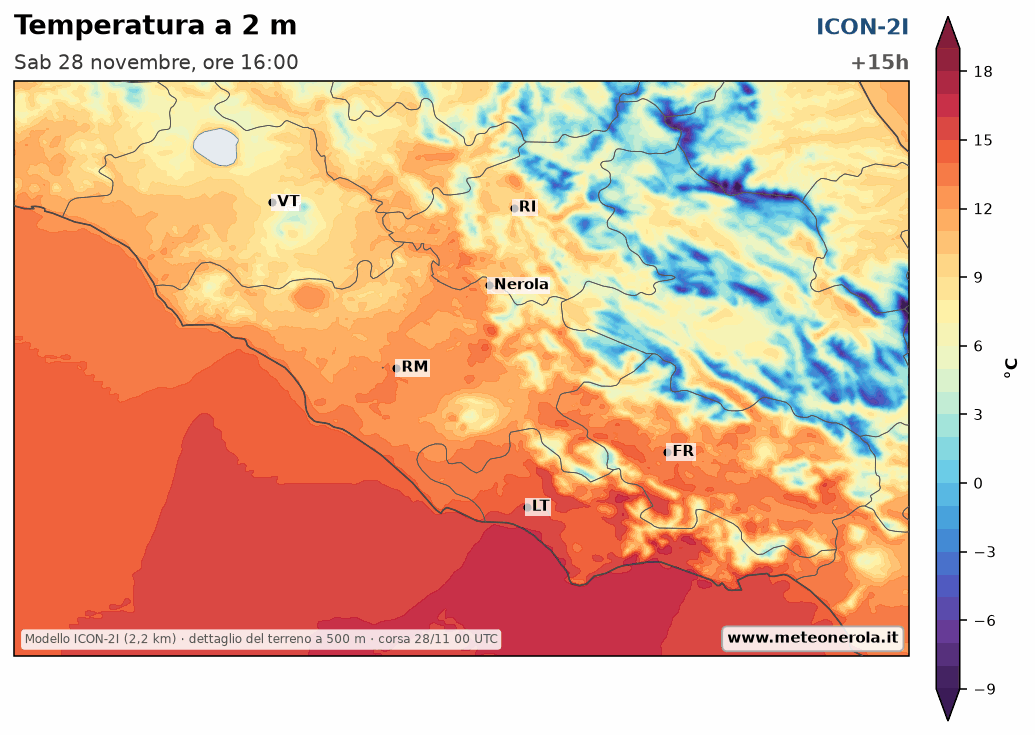 Temperatura a 2 m
ICON-2I
Sab 28 novembre, ore 16:00
+15h
VT
RI
Nerola
RM
FR
LT
Modello ICON-2I (2,2 km) · dettaglio del terreno a 500 m · corsa 28/11 00 UTC
www.meteonerola.it
18
15
12
9
6
3
0
−3
−6
−9
°C